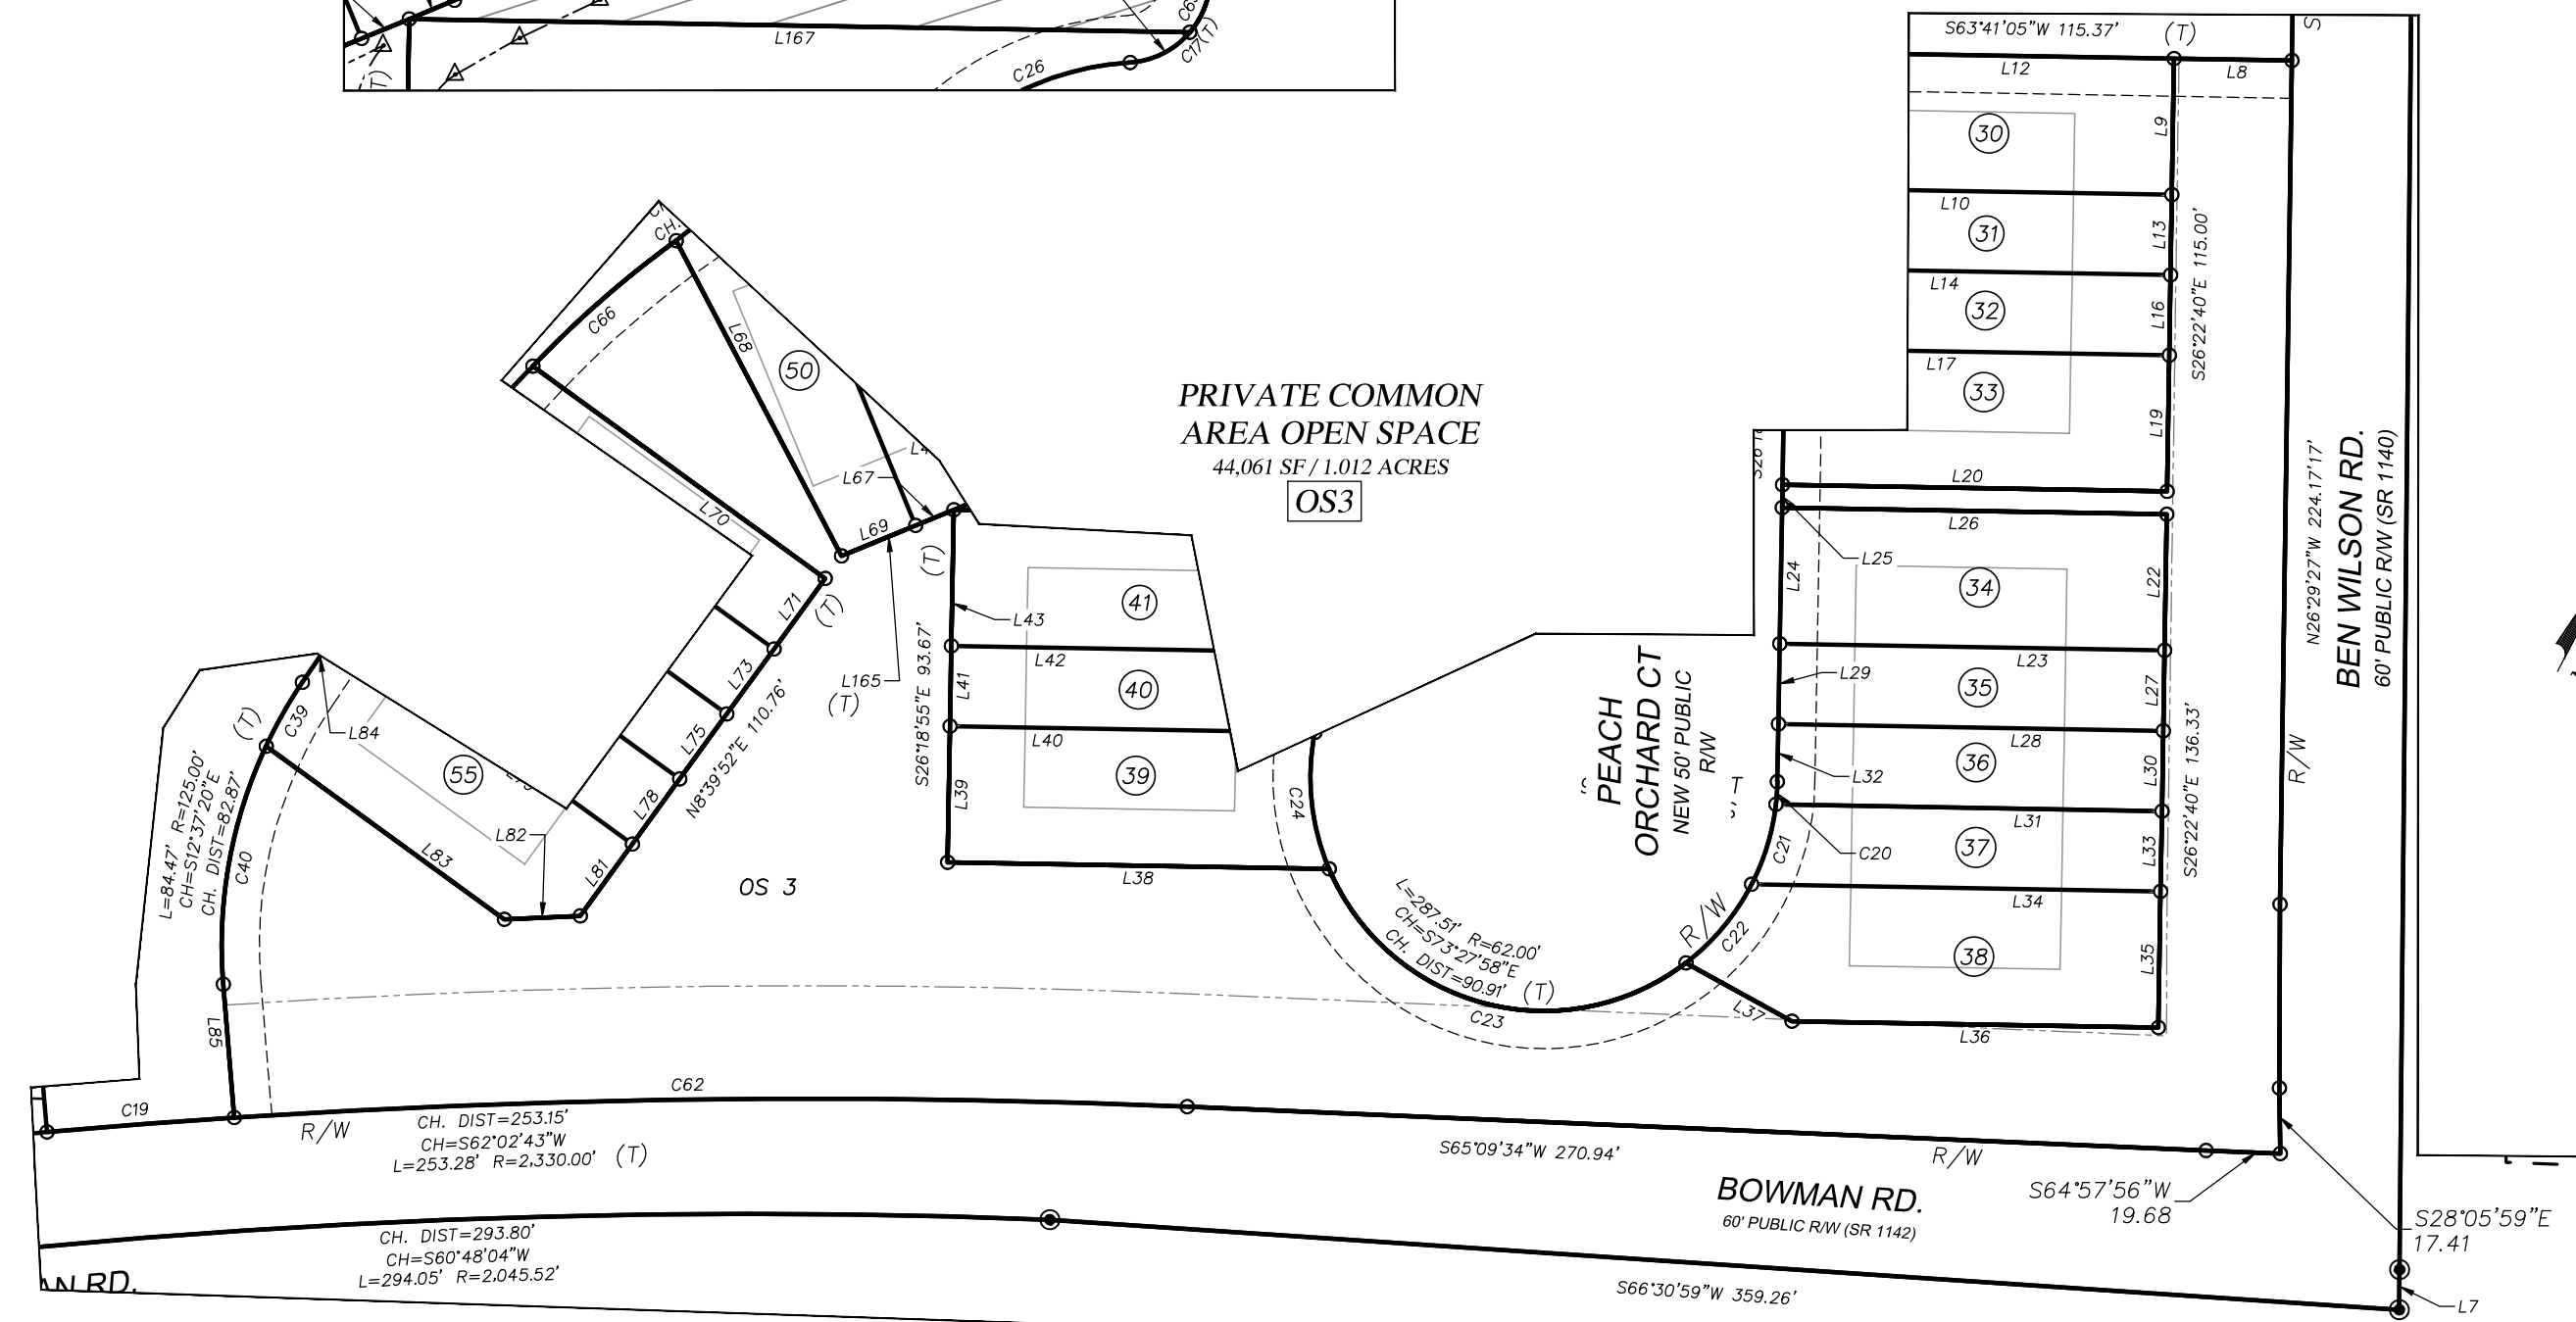 L167
C17(T)
C26
(T)
S63°41'05"W 115.37'
(T)
L12
L8
S
30
L9
L10
31
L13
L14
32
L16
L17
33
L19
S26°22'40"E 115.00'
CH.
C66
L68
50
L67
L69
L70
(T)
L71
(T)
L73
L75
L78
L81
N8°39'52"E 110.76'
L165
(T)
PRIVATE COMMON
AREA OPEN SPACE
44,061 SF / 1.012 ACRES
OS3
L20
L26
L25
L24
34
L22
L23
L29
35
L27
L28
L32
36
L30
L31
C20
C21
37
L33
L34
C22
38
L35
L36
L37
S26°22'40"E 136.33'
N26°29'27"W 224.17'17'
BEN WILSON RD.
60' PUBLIC R/W (SR 1140)
R/W
41
L43
L42
40
L41
L40
39
L39
L38
S26°18'55"E 93.67'
PEACH
ORCHARD CT
NEW 50' PUBLIC
R/W
C24
R/W
L=287.51' R=62.00'
CH=S73°27'58"E
CH. DIST=90.91' (T)
C23
(T)
C39
L84
55
L82
L83
C40
L=84.47' R=125.00'
CH=S12°37'20"E
CH. DIST=82.87'
OS 3
L85
C19
C62
R/W
CH. DIST=253.15'
CH=S62°02'43"W
L=253.28' R=2,330.00' (T)
S65°09'34"W 270.94'
R/W
BOWMAN RD.
60' PUBLIC R/W (SR 1142)
S64°57'56"W
19.68
S28°05'59"E
17.41
CH. DIST=293.80'
CH=S60°48'04"W
L=294.05' R=2,045.52'
AN RD.
S66°30'59"W 359.26'
L7